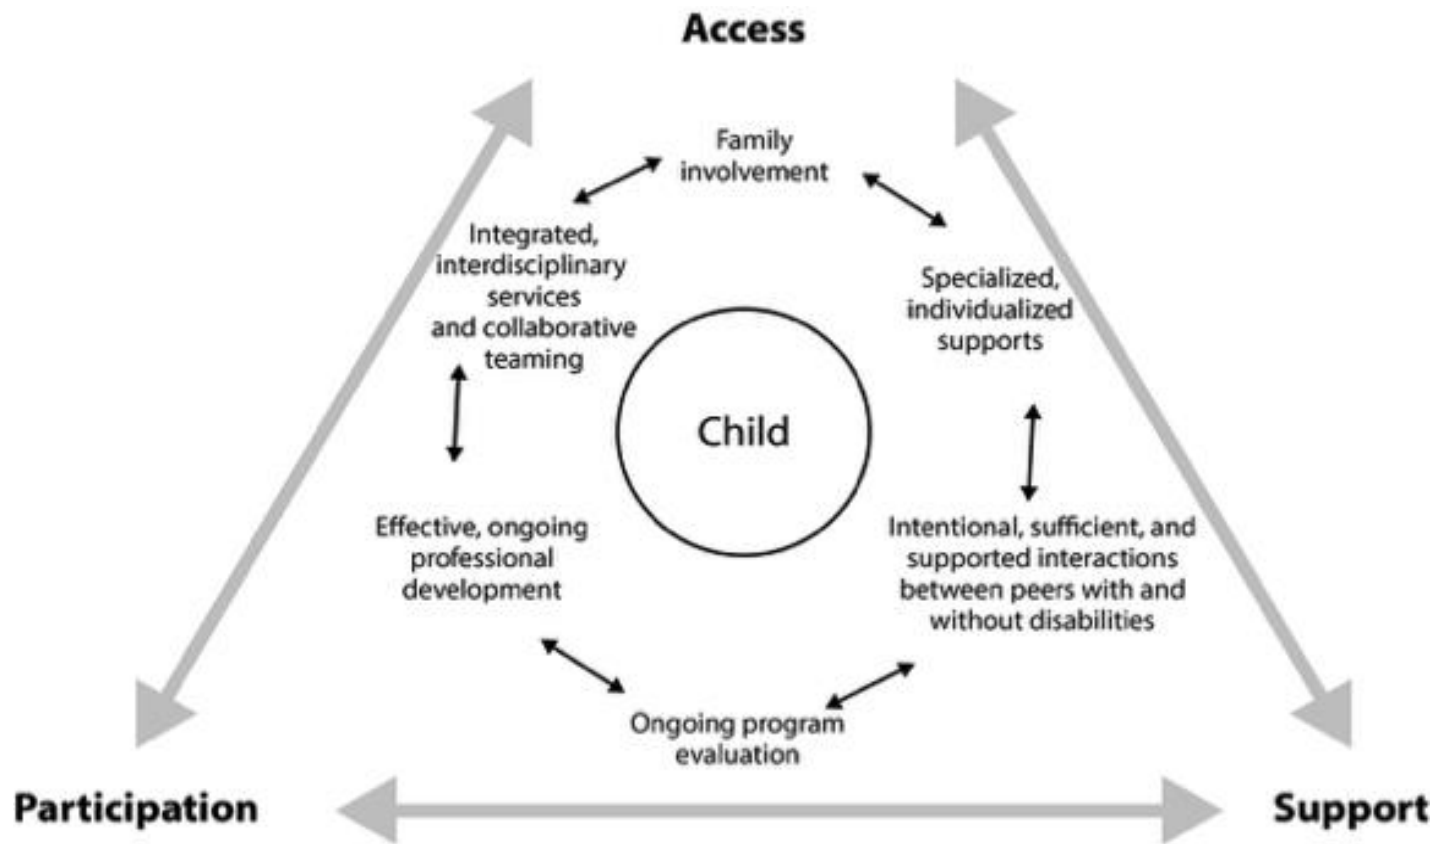 Access
Family
involvement
Integrated,
interdisciplinary
services
and collaborative
teaming
Specialized,
individualized
supports
Child
Effective, ongoing
professional
development
Intentional, sufficient, and
supported interactions
between peers with and
without disabilities
Ongoing program
evaluation
Participation
Support